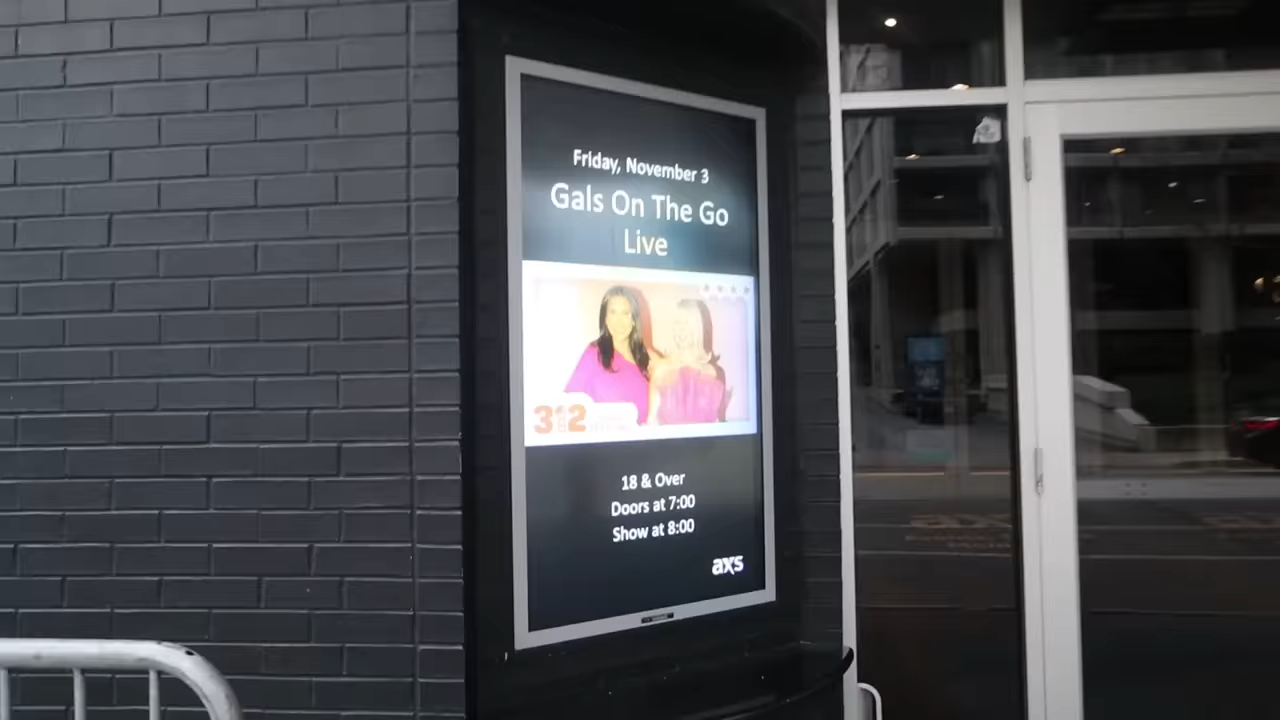 Friday, November 3
Gals On The Go
Live
312
18 & Over
Doors at 7:00
Show at 8:00
axs